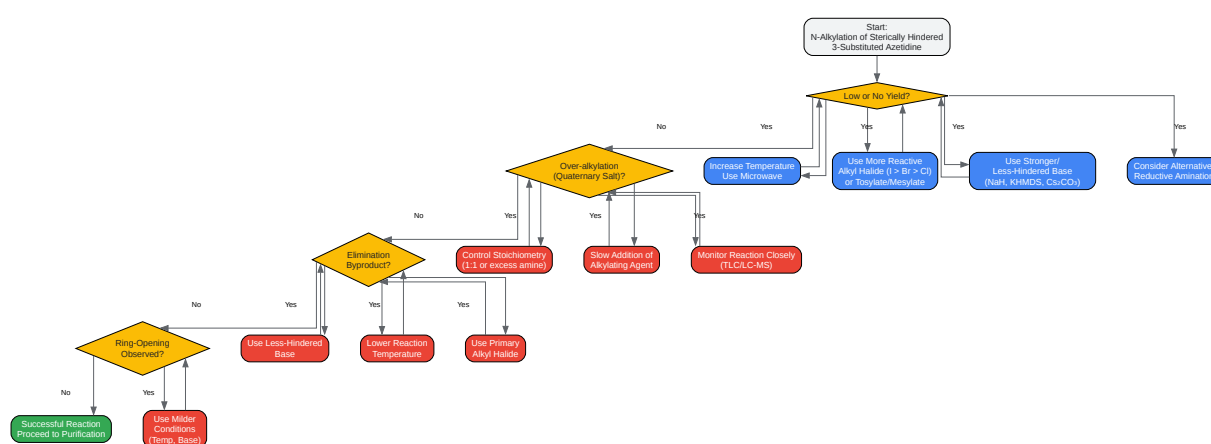 Start:
N-Alkylation of Sterically Hindered
3-Substituted Azetidine
Low or No Yield?
No
Yes
Yes
Yes
Yes
Over-alkylation
(Quaternary Salt)?
Increase Temperature
Use Microwave
Use More Reactive
Alkyl Halide (I > Br > Cl)
or Tosylate/Mesylate
Use Stronger/
Less-Hindered Base
(NaH, KHMDS, Cs₂CO₃)
Consider Alternative:
Reductive Amination
No
Yes
Yes
Yes
Elimination
Byproduct?
Control Stoichiometry
(1:1 or excess amine)
Slow Addition of
Alkylating Agent
Monitor Reaction Closely
(TLC/LC-MS)
No
Yes
Yes
Yes
Ring-Opening
Observed?
Use Less-Hindered
Base
Lower Reaction
Temperature
Use Primary
Alkyl Halide
No
Yes
Successful Reaction
Proceed to Purification
Use Milder
Conditions
(Temp, Base)